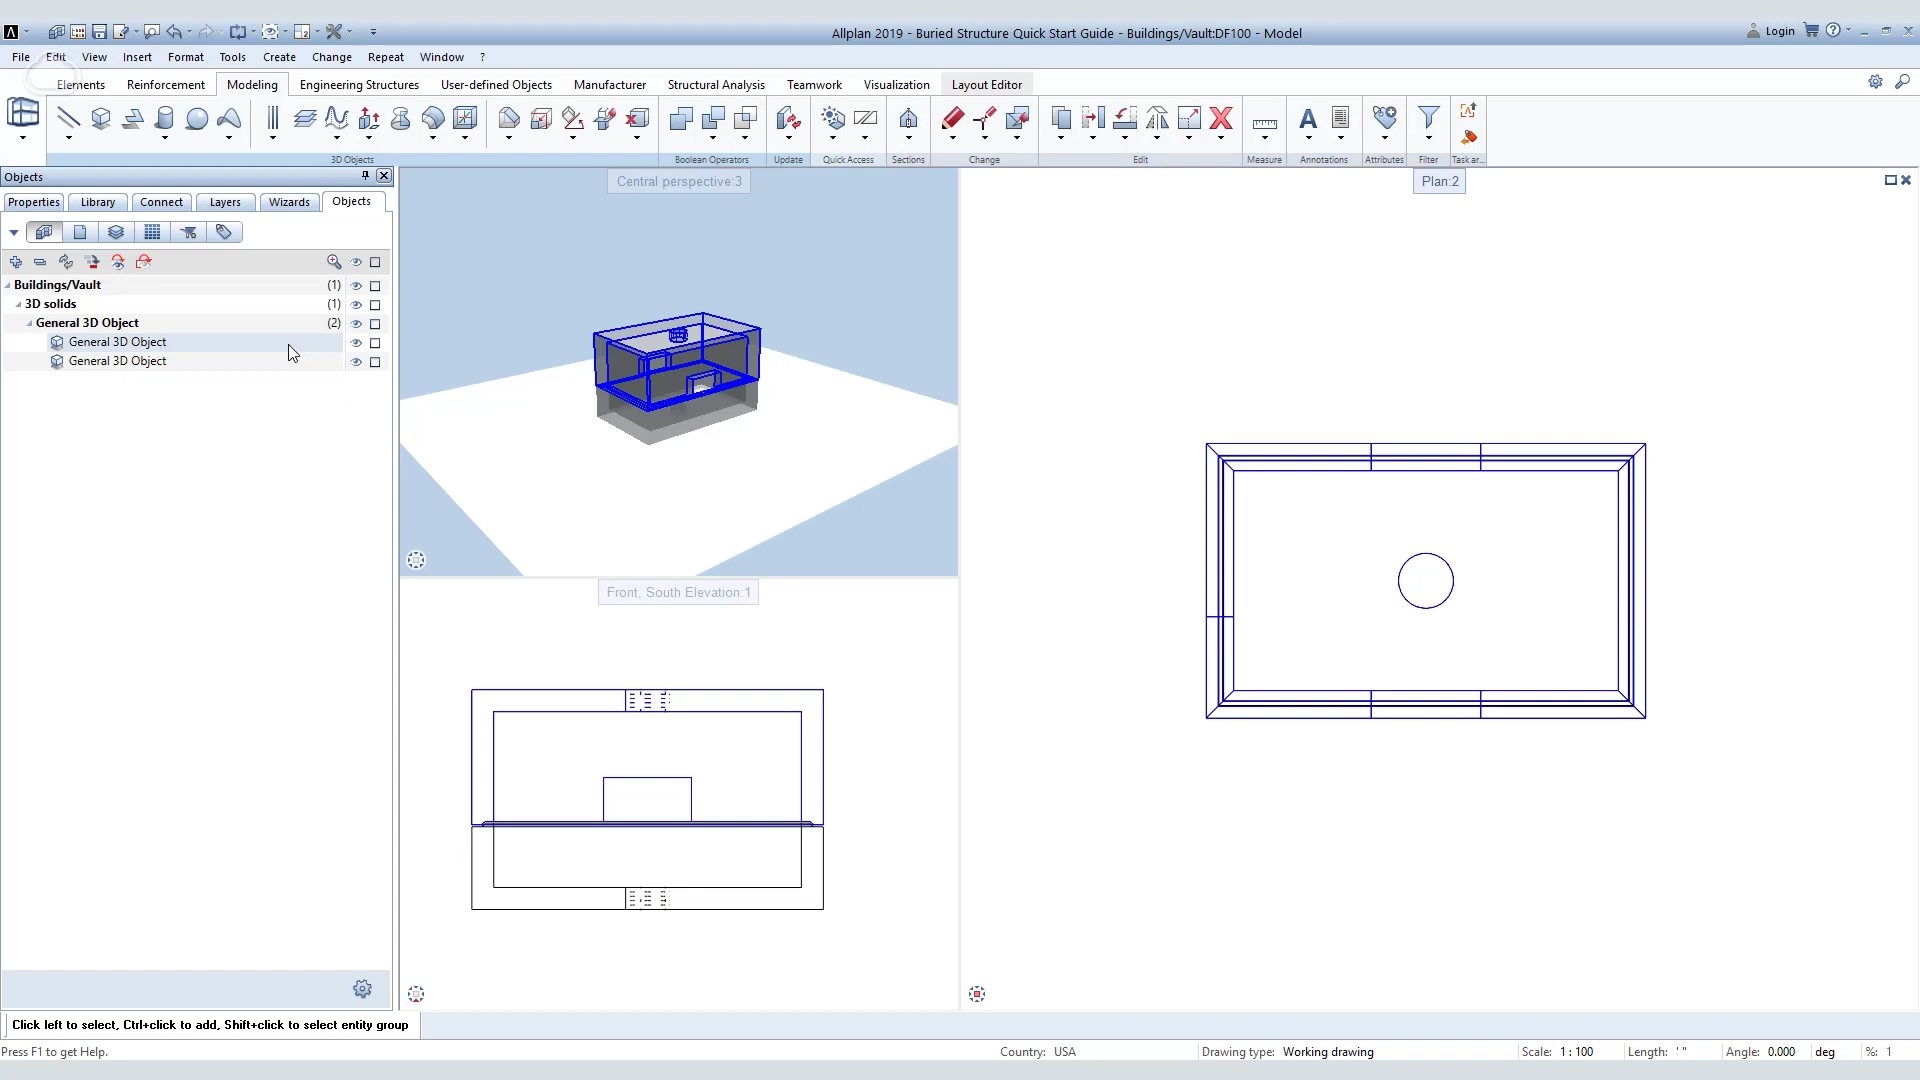 Allplan 2019 - Buried Structure Quick Start Guide - Buildings/Vault:DF100 - Model
Login
File Edit View Insert Format Tools Create Change Repeat Window ?
Elements Reinforcement Modeling Engineering Structures User-defined Objects Manufacturer Structural Analysis Teamwork Visualization Layout Editor
3D Objects Boolean Operators Update Quick Access Sections Change Edit Measure Annotations Attributes Filter Task ar...
Objects
Properties Library Connect Layers Wizards Objects
Buildings/Vault (1)
3D solids (1)
General 3D Object (2)
General 3D Object
General 3D Object
Central perspective:3
Plan:2
Front, South Elevation:1
Click left to select, Ctrl+click to add, Shift+click to select entity group
Press F1 to get Help.
Country: USA
Drawing type: Working drawing
Scale: 1 : 100
Length: ' "
Angle: 0.000 deg
%: 1